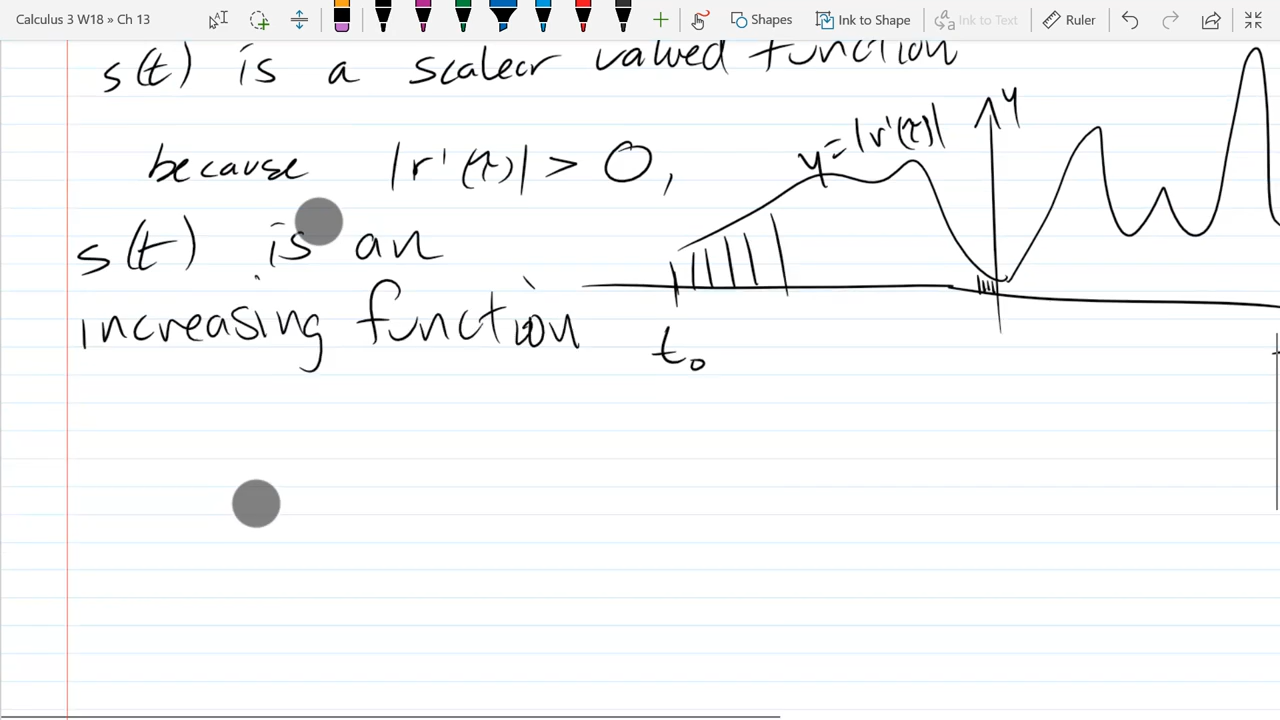 Calculus 3 W18 » Ch 13
Shapes
Ink to Shape
Ink to Text
Ruler
s(t) is a scalar valued function
because |r'(t)| > 0,
s(t) is an
increasing function
y=|r'(t)|
y
t₀